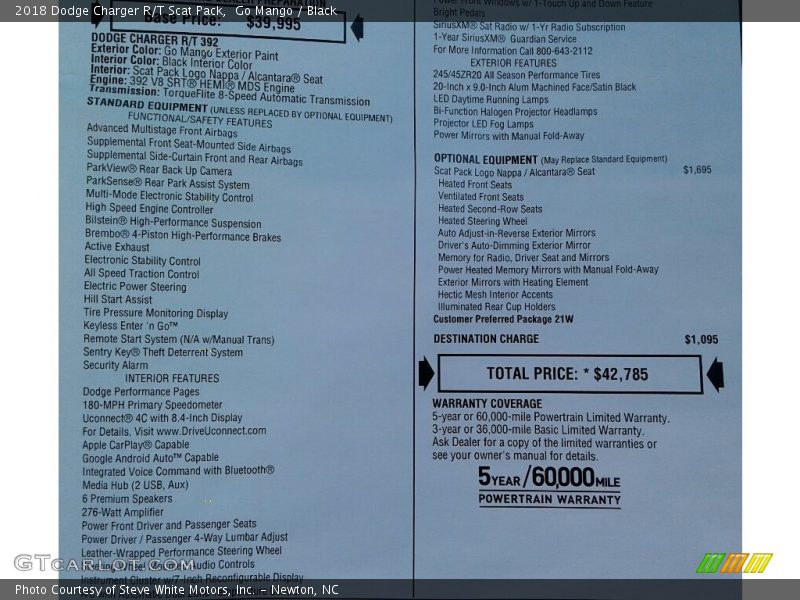 2018 Dodge Charger R/T Scat Pack, Go Mango / Black
Base Price: $39,995
DODGE CHARGER R/T 392
Exterior Color: Go Mango Exterior Paint
Interior Color: Black Interior Color
Interior: Scat Pack Logo Nappa / Alcantara® Seat
Engine: 392 V8 SRT® HEMI® MDS Engine
Transmission: TorqueFlite 8-Speed Automatic Transmission
STANDARD EQUIPMENT (UNLESS REPLACED BY OPTIONAL EQUIPMENT)
FUNCTIONAL/SAFETY FEATURES
Advanced Multistage Front Airbags
Supplemental Front Seat-Mounted Side Airbags
Supplemental Side-Curtain Front and Rear Airbags
ParkView® Rear Back Up Camera
ParkSense® Rear Park Assist System
Multi-Mode Electronic Stability Control
High Speed Engine Controller
Bilstein® High-Performance Suspension
Brembo® 4-Piston High-Performance Brakes
Active Exhaust
Electronic Stability Control
All Speed Traction Control
Electric Power Steering
Hill Start Assist
Tire Pressure Monitoring Display
Keyless Enter 'n Go™
Remote Start System (N/A w/Manual Trans)
Sentry Key® Theft Deterrent System
Security Alarm
INTERIOR FEATURES
Dodge Performance Pages
180-MPH Primary Speedometer
Uconnect® 4C with 8.4-Inch Display
For Details, Visit www.DriveUconnect.com
Apple CarPlay® Capable
Google Android Auto™ Capable
Integrated Voice Command with Bluetooth®
Media Hub (2 USB, Aux)
6 Premium Speakers
276-Watt Amplifier
Power Front Driver and Passenger Seats
Power Driver / Passenger 4-Way Lumbar Adjust
Leather-Wrapped Performance Steering Wheel
Steering Wheel Mounted Audio Controls
Instrument Cluster w/7-Inch Reconfigurable Display
Power Front Windows w/ 1-Touch Up and Down Feature
Bright Pedals
SiriusXM® Sat Radio w/ 1-Yr Radio Subscription
1-Year SiriusXM® Guardian Service
For More Information Call 800-643-2112
EXTERIOR FEATURES
245/45ZR20 All Season Performance Tires
20-Inch x 9.0-Inch Alum Machined Face/Satin Black
LED Daytime Running Lamps
Bi-Function Halogen Projector Headlamps
Projector LED Fog Lamps
Power Mirrors with Manual Fold-Away
OPTIONAL EQUIPMENT (May Replace Standard Equipment)
Scat Pack Logo Nappa / Alcantara® Seat $1,695
Heated Front Seats
Ventilated Front Seats
Heated Second-Row Seats
Heated Steering Wheel
Auto Adjust-in-Reverse Exterior Mirrors
Driver's Auto-Dimming Exterior Mirror
Memory for Radio, Driver Seat and Mirrors
Power Heated Memory Mirrors with Manual Fold-Away
Exterior Mirrors with Heating Element
Hectic Mesh Interior Accents
Illuminated Rear Cup Holders
Customer Preferred Package 21W
DESTINATION CHARGE $1,095
TOTAL PRICE: * $42,785
WARRANTY COVERAGE
5-year or 60,000-mile Powertrain Limited Warranty.
3-year or 36,000-mile Basic Limited Warranty.
Ask Dealer for a copy of the limited warranties or
see your owner's manual for details.
5YEAR/60,000MILE
POWERTRAIN WARRANTY
GTCARLOT.COM
Photo Courtesy of Steve White Motors, Inc. – Newton, NC